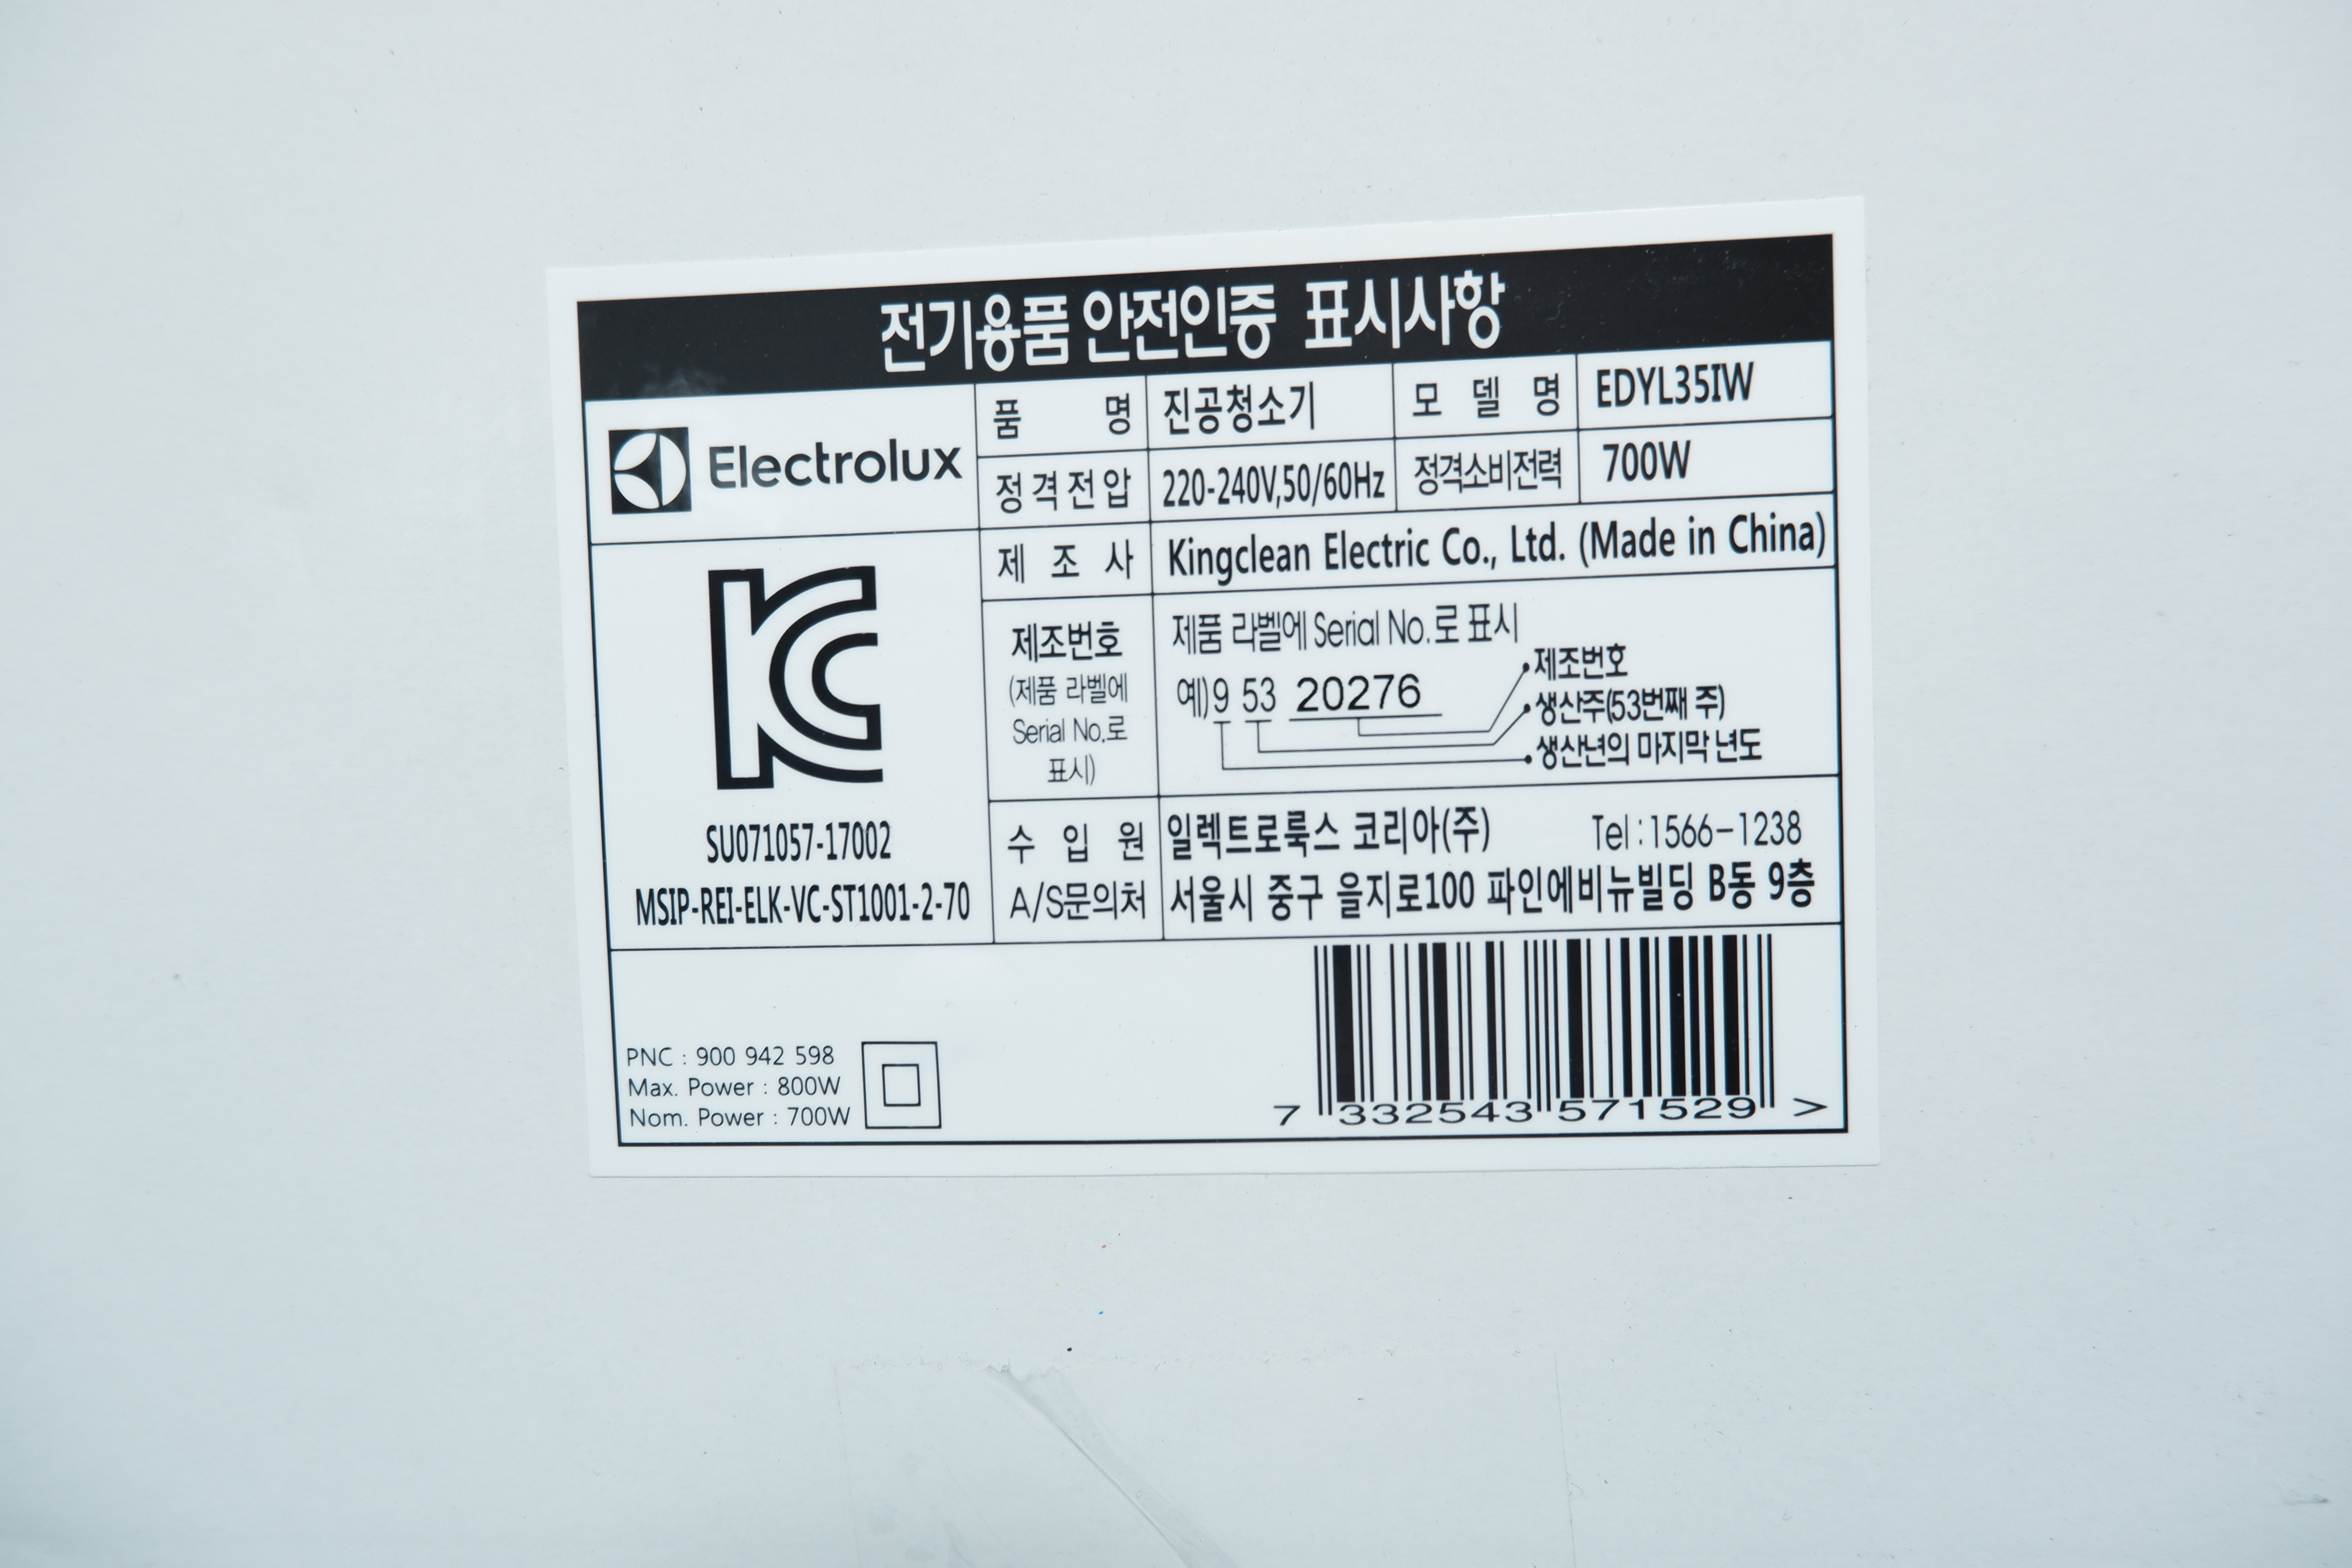 전기용품 안전인증 표시사항
Electrolux
품 명 진공청소기 모 델 명 EDYL35IW
정격전압 220-240V,50/60Hz 정격소비전력 700W
제 조 사 Kingclean Electric Co., Ltd. (Made in China)
제조번호
(제품 라벨에
Serial No.로
표시)
제품 라벨에 Serial No.로 표시
예)9 53 20276
제조번호
생산주(53번째 주)
생산년의 마지막 년도
KC
SU071057-17002
MSIP-REI-ELK-VC-ST1001-2-70
수 입 원 일렉트로룩스 코리아(주) Tel : 1566-1238
A/S문의처 서울시 중구 을지로100 파인에비뉴빌딩 B동 9층
PNC : 900 942 598
Max. Power : 800W
Nom. Power : 700W
7 332543 571529 >